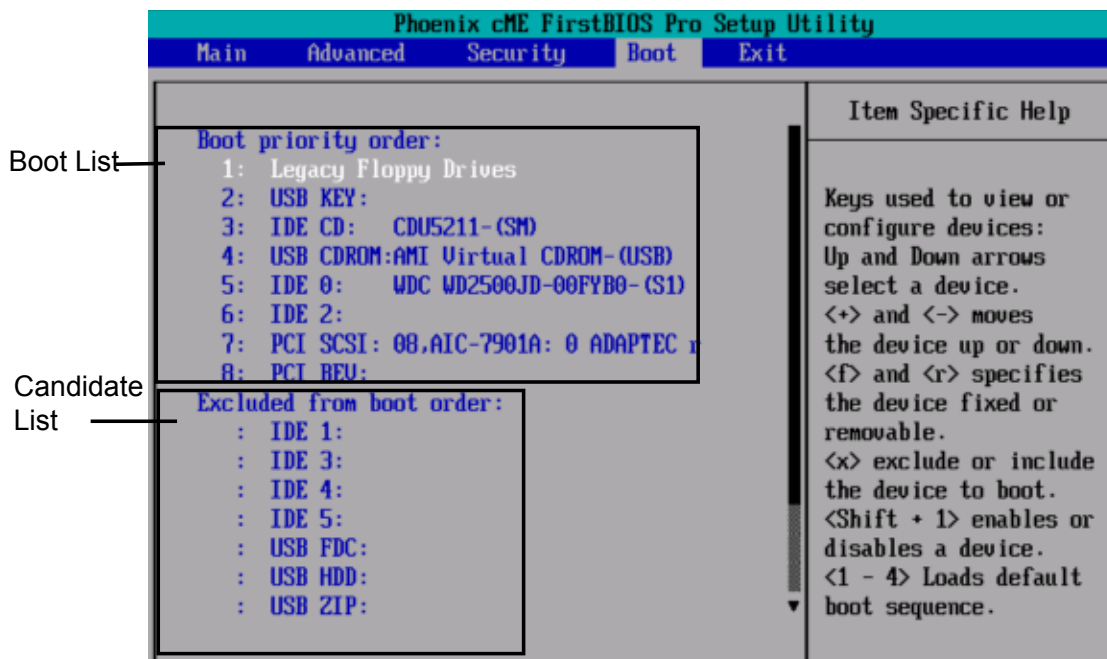 Phoenix cME FirstBIOS Pro Setup Utility
Main Advanced Security Boot Exit
Boot List
Boot priority order:
1: Legacy Floppy Drives
2: USB KEY:
3: IDE CD: CDU5211-(SM)
4: USB CDROM:AMI Virtual CDROM-(USB)
5: IDE 0: WDC WD2500JD-00FYB0-(S1)
6: IDE 2:
7: PCI SCSI: 08,AIC-7901A: 0 ADAPTEC r
8: PCI BEV:
Candidate
List
Excluded from boot order:
: IDE 1:
: IDE 3:
: IDE 4:
: IDE 5:
: USB FDC:
: USB HDD:
: USB ZIP:
Item Specific Help
Keys used to view or
configure devices:
Up and Down arrows
select a device.
<+> and <-> moves
the device up or down.
<f> and <r> specifies
the device fixed or
removable.
<x> exclude or include
the device to boot.
<Shift + 1> enables or
disables a device.
<1 - 4> Loads default
boot sequence.